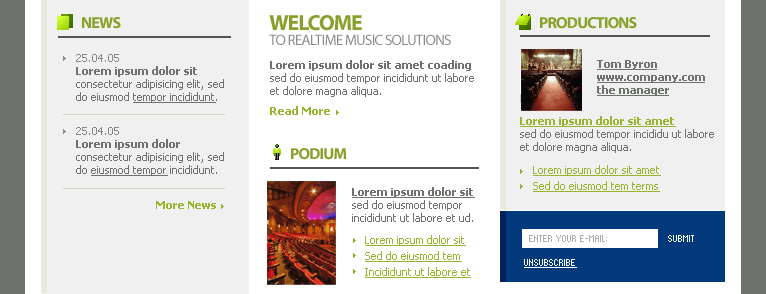 NEWS
25.04.05
Lorem ipsum dolor sit
consectetur adipisicing elit, sed
do eiusmod tempor incididunt.
25.04.05
Lorem ipsum dolor
consectetur adipisicing elit, sed
do eiusmod tempor incididunt.
More News
WELCOME
TO REALTIME MUSIC SOLUTIONS
Lorem ipsum dolor sit amet coading
sed do eiusmod tempor incididunt ut labore
et dolore magna aliqua.
Read More
PODIUM
Lorem ipsum dolor sit
sed do eiusmod tempor
incididunt ut labore et ud.
Lorem ipsum dolor sit
Sed do eiusmod tem
Incididunt ut labore et
PRODUCTIONS
Tom Byron
www.company.com
the manager
Lorem ipsum dolor sit amet
sed do eiusmod tempor incididu ut labore
et dolore magna aliqua.
Lorem ipsum dolor sit amet
Sed do eiusmod tem terms
ENTER YOUR E-MAIL:
SUBMIT
UNSUBSCRIBE